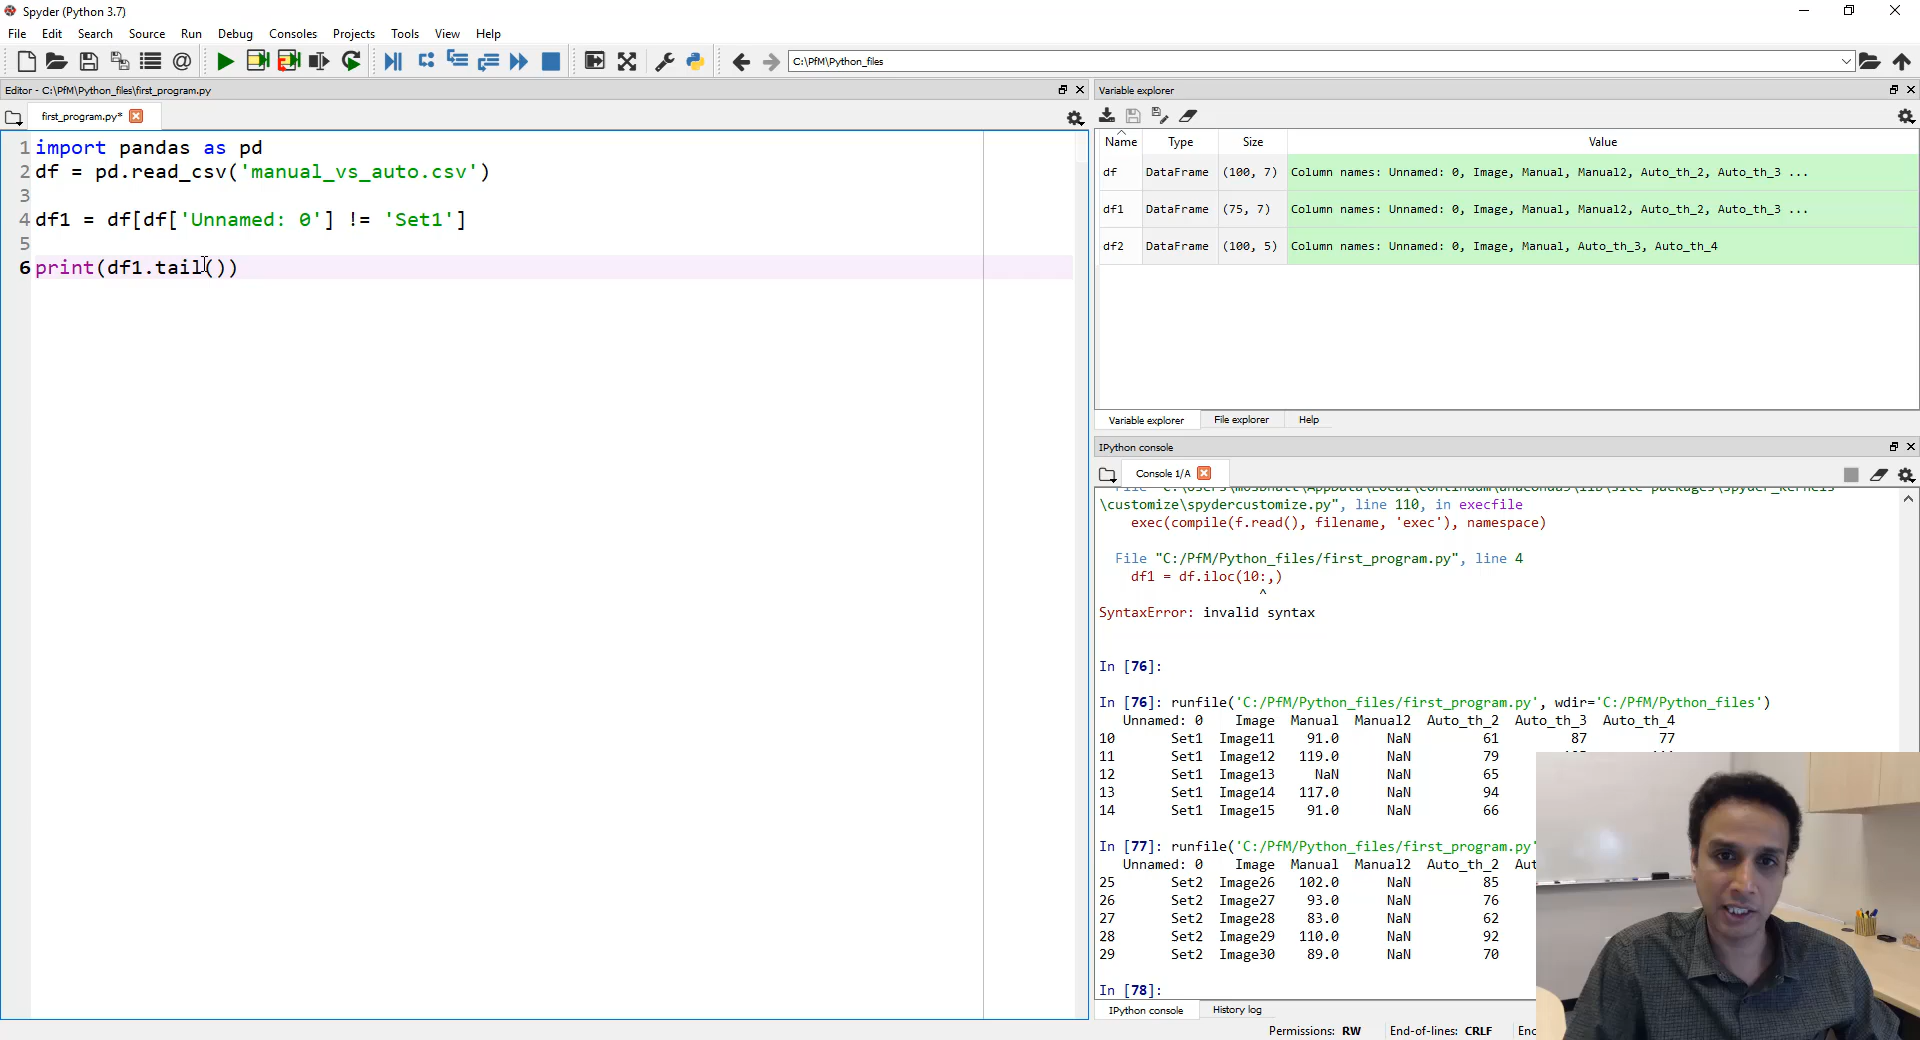 Spyder (Python 3.7)
File Edit Search Source Run Debug Consoles Projects Tools View Help
C:\PfM\Python_files
Editor - C:\PfM\Python_files\first_program.py
first_program.py*
1 import pandas as pd
2 df = pd.read_csv('manual_vs_auto.csv')
3
4 df1 = df[df['Unnamed: 0'] != 'Set1']
5
6 print(df1.tail())
Variable explorer
Name Type Size Value
df DataFrame (100, 7) Column names: Unnamed: 0, Image, Manual, Manual2, Auto_th_2, Auto_th_3 ...
df1 DataFrame (75, 7) Column names: Unnamed: 0, Image, Manual, Manual2, Auto_th_2, Auto_th_3 ...
df2 DataFrame (100, 5) Column names: Unnamed: 0, Image, Manual, Auto_th_3, Auto_th_4
Variable explorer File explorer Help
IPython console
Console 1/A
\customize\spydercustomize.py", line 110, in execfile
exec(compile(f.read(), filename, 'exec'), namespace)
File "C:/PfM/Python_files/first_program.py", line 4
df1 = df.iloc(10:,)
^
SyntaxError: invalid syntax
In [76]:
In [76]: runfile('C:/PfM/Python_files/first_program.py', wdir='C:/PfM/Python_files')
Unnamed: 0 Image Manual Manual2 Auto_th_2 Auto_th_3 Auto_th_4
10 Set1 Image11 91.0 NaN 61 87 77
11 Set1 Image12 119.0 NaN 79
12 Set1 Image13 NaN NaN 65
13 Set1 Image14 117.0 NaN 94
14 Set1 Image15 91.0 NaN 66
In [77]: runfile('C:/PfM/Python_files/first_program.py'
Unnamed: 0 Image Manual Manual2 Auto_th_2 Aut
25 Set2 Image26 102.0 NaN 85
26 Set2 Image27 93.0 NaN 76
27 Set2 Image28 83.0 NaN 62
28 Set2 Image29 110.0 NaN 92
29 Set2 Image30 89.0 NaN 70
In [78]:
IPython console History log
Permissions: RW End-of-lines: CRLF Enc